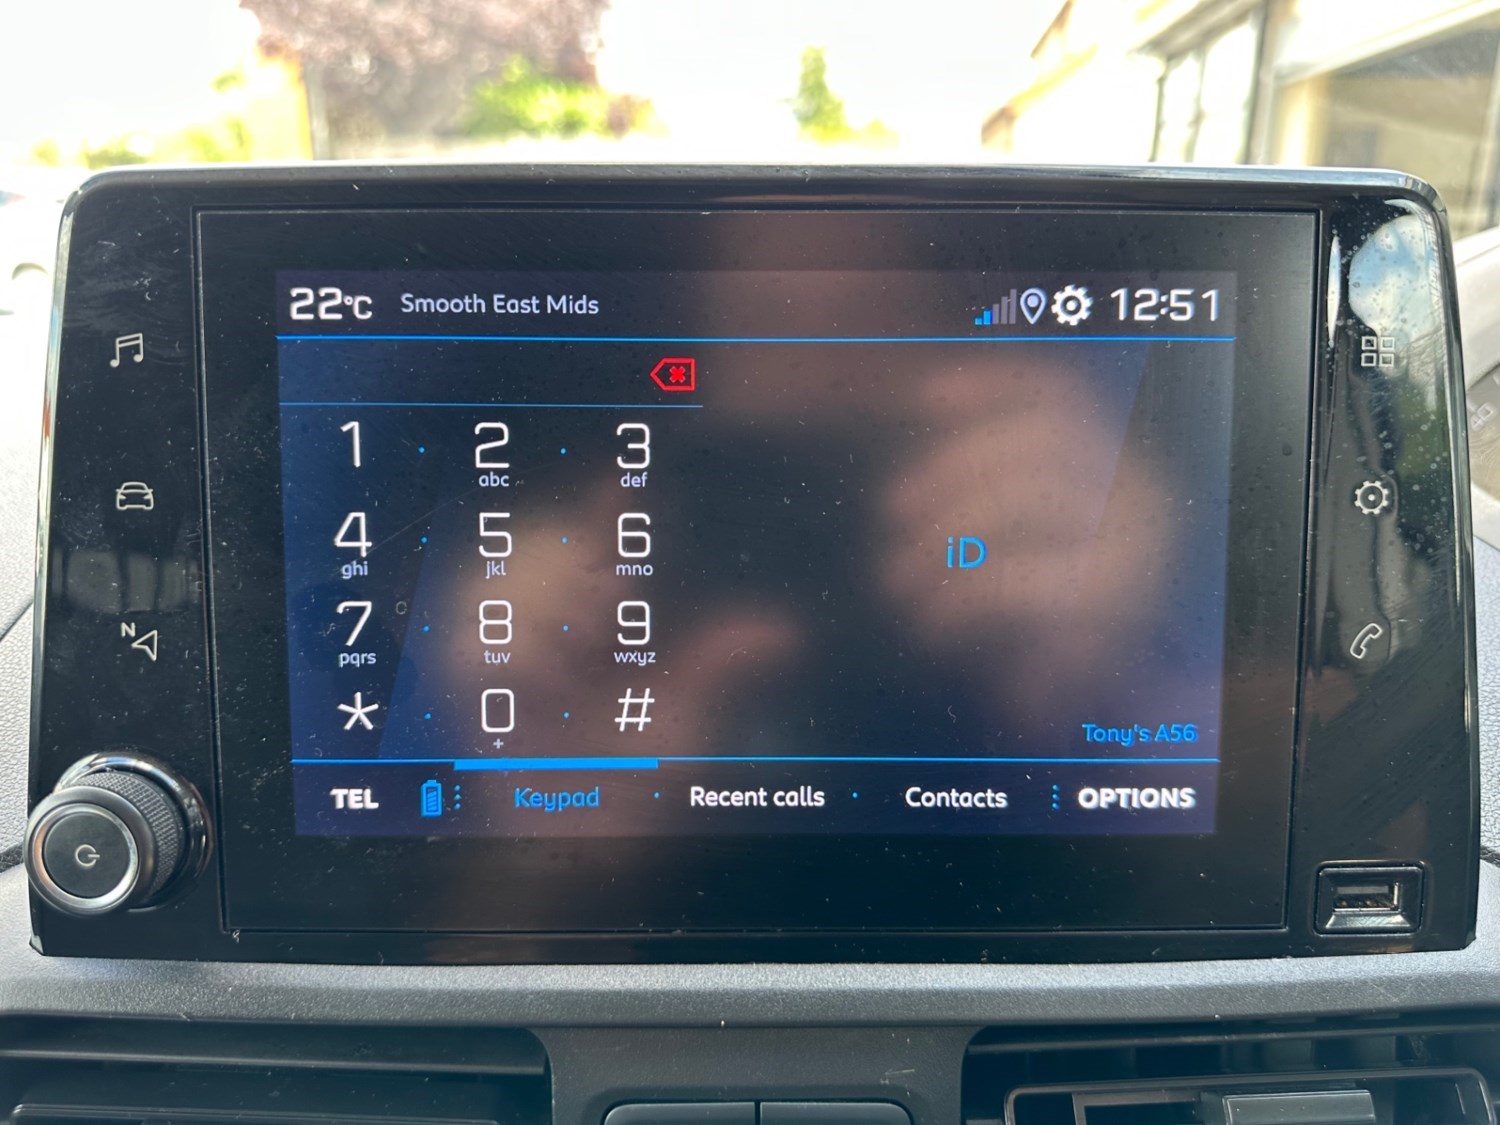 22°C Smooth East Mids 12:51
1 2 3
abc def
4 5 6
ghi jkl mno
iD
7 8 9
pqrs tuv wxyz
* 0 #
+
Tony's A56
TEL Keypad Recent calls Contacts OPTIONS
N